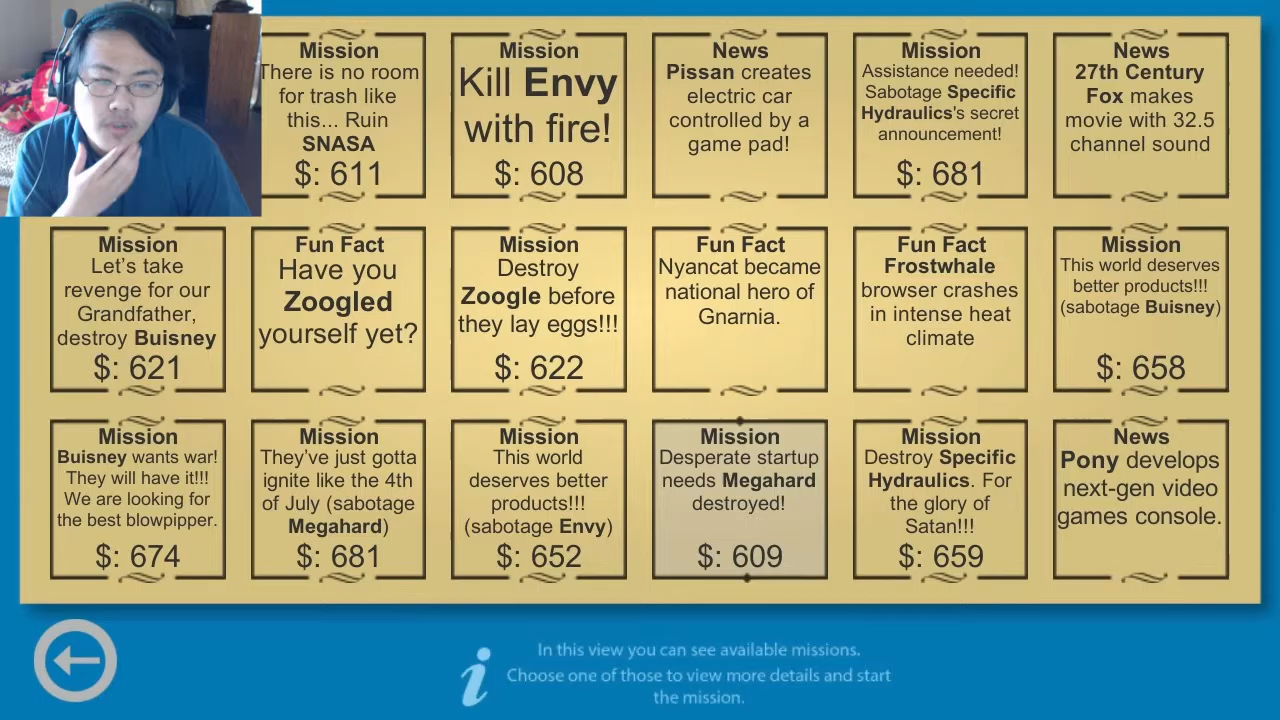 Mission
There is no room
for trash like
this... Ruin
SNASA
$: 611
Mission
Kill Envy
with fire!
$: 608
News
Pissan creates
electric car
controlled by a
game pad!
Mission
Assistance needed!
Sabotage Specific
Hydraulics's secret
announcement!
$: 681
News
27th Century
Fox makes
movie with 32.5
channel sound
Mission
Let's take
revenge for our
Grandfather,
destroy Buisney
$: 621
Fun Fact
Have you
Zoogled
yourself yet?
Mission
Destroy
Zoogle before
they lay eggs!!!
$: 622
Fun Fact
Nyancat became
national hero of
Gnarnia.
Fun Fact
Frostwhale
browser crashes
in intense heat
climate
Mission
This world deserves
better products!!!
(sabotage Buisney)
$: 658
Mission
Buisney wants war!
They will have it!!!
We are looking for
the best blowpipper.
$: 674
Mission
They've just gotta
ignite like the 4th
of July (sabotage
Megahard)
$: 681
Mission
This world
deserves better
products!!!
(sabotage Envy)
$: 652
Mission
Desperate startup
needs Megahard
destroyed!
$: 609
Mission
Destroy Specific
Hydraulics. For
the glory of
Satan!!!
$: 659
News
Pony develops
next-gen video
games console.
In this view you can see available missions.
Choose one of those to view more details and start
the mission.